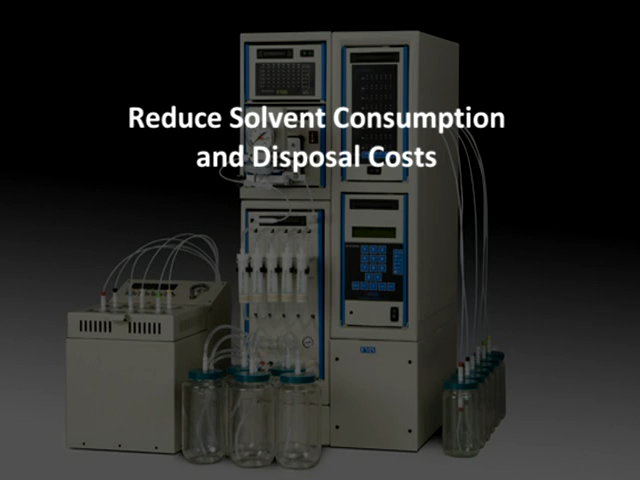 Reduce Solvent Consumption
and Disposal Costs